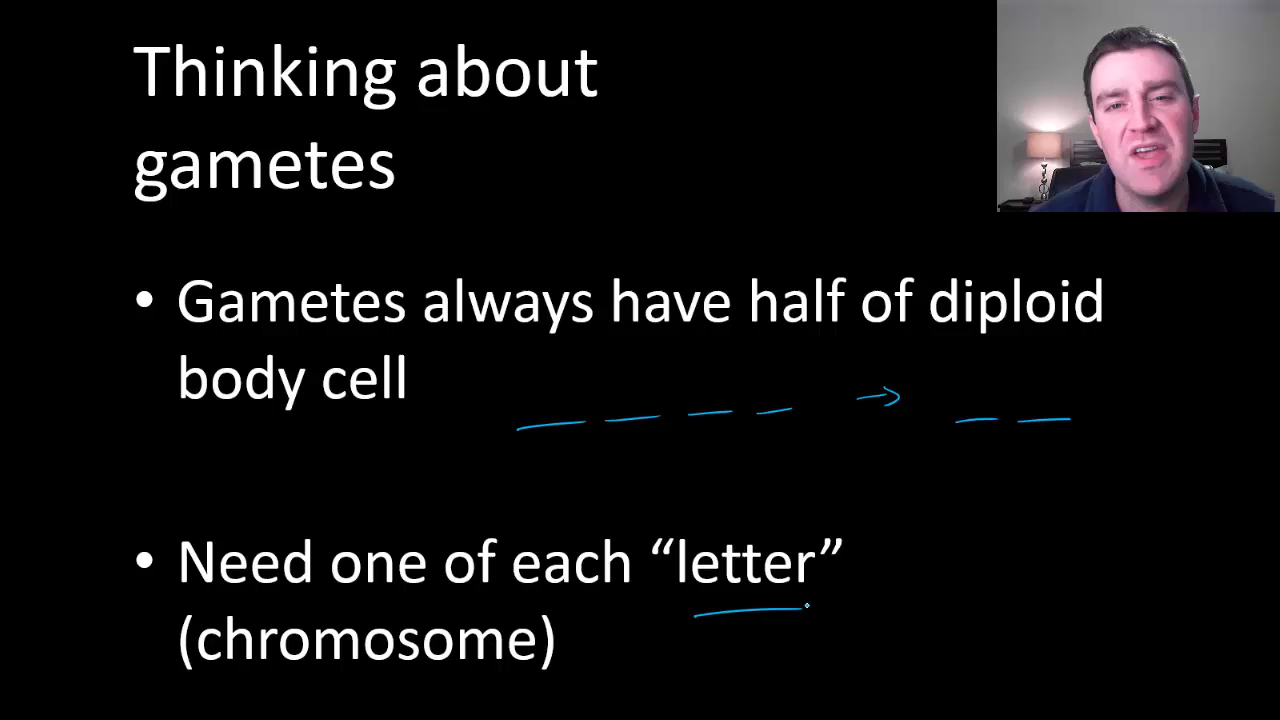 Thinking about
gametes
• Gametes always have half of diploid
body cell
• Need one of each “letter”
(chromosome)